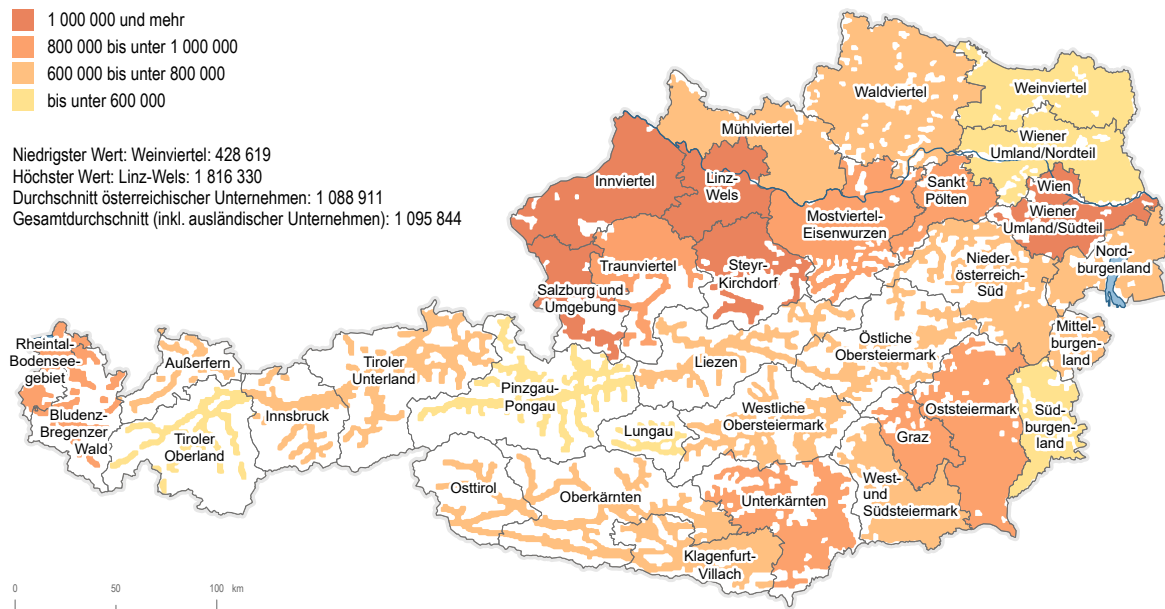 1 000 000 und mehr
800 000 bis unter 1 000 000
600 000 bis unter 800 000
bis unter 600 000
Niedrigster Wert: Weinviertel: 428 619
Höchster Wert: Linz-Wels: 1 816 330
Durchschnitt österreichischer Unternehmen: 1 088 911
Gesamtdurchschnitt (inkl. ausländischer Unternehmen): 1 095 844
Waldviertel
Weinviertel
Mühlviertel
Wiener
Umland/Nordteil
Innviertel
Linz-
Wels
Sankt
Pölten
Wien
Mostviertel-
Eisenwurzen
Wiener
Umland/Südteil
Traunviertel
Steyr-
Kirchdorf
Nieder-
österreich-
Süd
Nord-
burgenland
Salzburg und
Umgebung
Rheintal-
Bodensee-
gebiet
Außerfern
Tiroler
Unterland
Liezen
Östliche
Obersteiermark
Mittel-
burgen-
land
Bludenz-
Bregenzer
Wald
Tiroler
Oberland
Innsbruck
Pinzgau-
Pongau
Lungau
Westliche
Obersteiermark
Oststeiermark
Graz
Süd-
burgen-
land
Osttirol
Oberkärnten
Unterkärnten
West-
und
Südsteiermark
Klagenfurt-
Villach
0 50 100 km